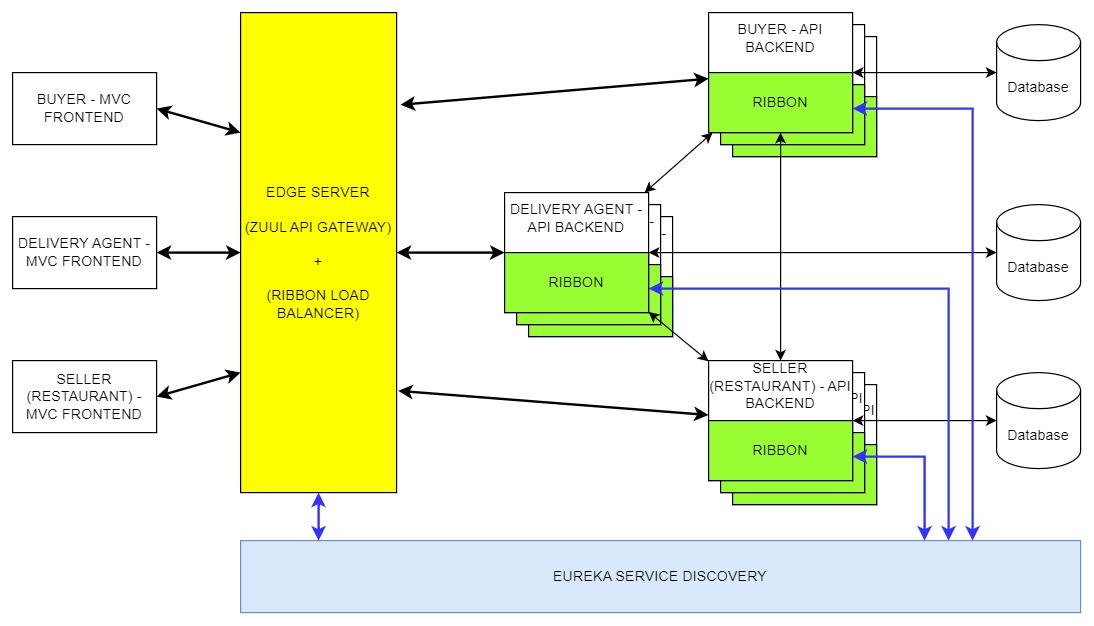 BUYER - MVC
FRONTEND
DELIVERY AGENT -
MVC FRONTEND
SELLER
(RESTAURANT) -
MVC FRONTEND
EDGE SERVER
(ZUUL API GATEWAY)
+
(RIBBON LOAD
BALANCER)
BUYER - API
BACKEND
RIBBON
Database
DELIVERY AGENT -
API BACKEND
-
-
RIBBON
Database
SELLER
(RESTAURANT) - API
BACKEND
PI
PI
RIBBON
Database
EUREKA SERVICE DISCOVERY